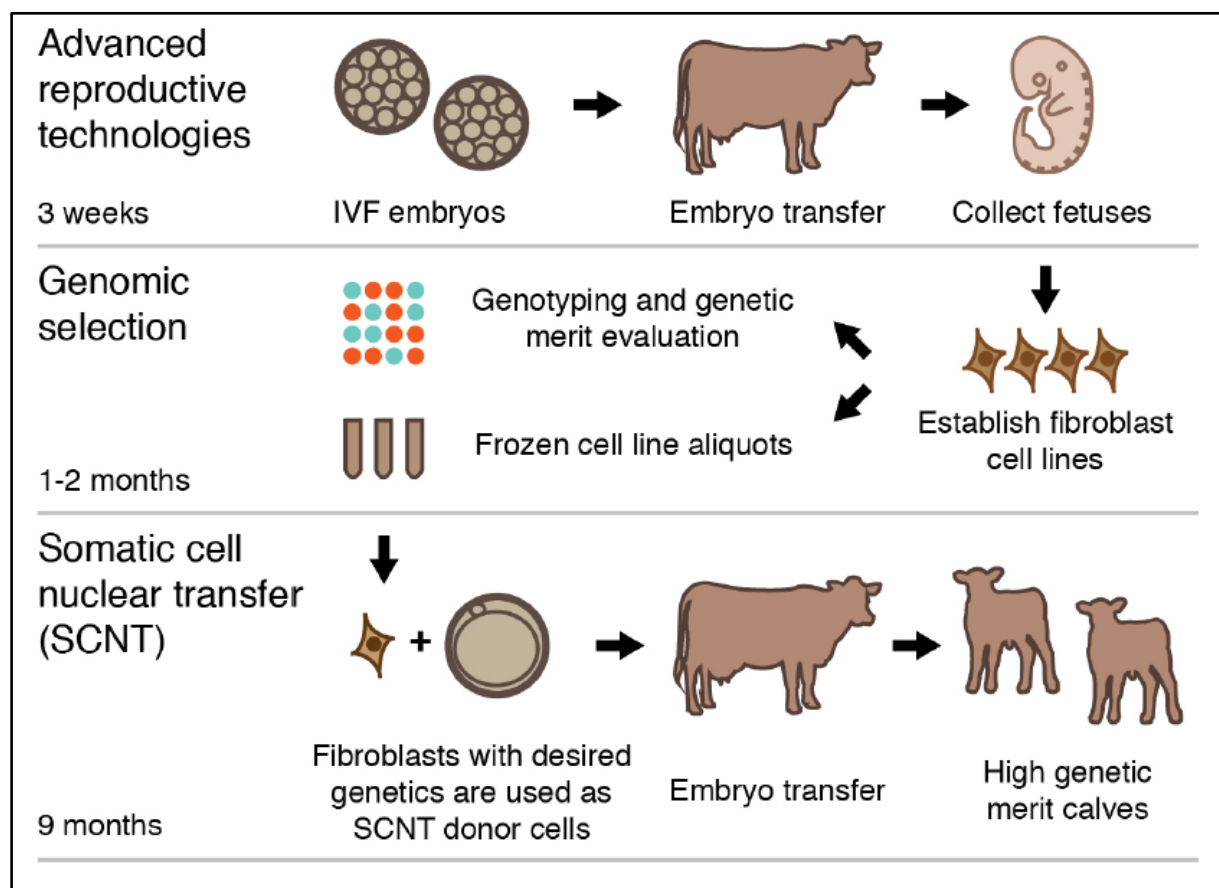 Advanced
reproductive
technologies
3 weeks
IVF embryos
Embryo transfer
Collect fetuses
Genomic
selection
1-2 months
Genotyping and genetic
merit evaluation
Frozen cell line aliquots
Establish fibroblast
cell lines
Somatic cell
nuclear transfer
(SCNT)
9 months
+
Fibroblasts with desired
genetics are used as
SCNT donor cells
Embryo transfer
High genetic
merit calves